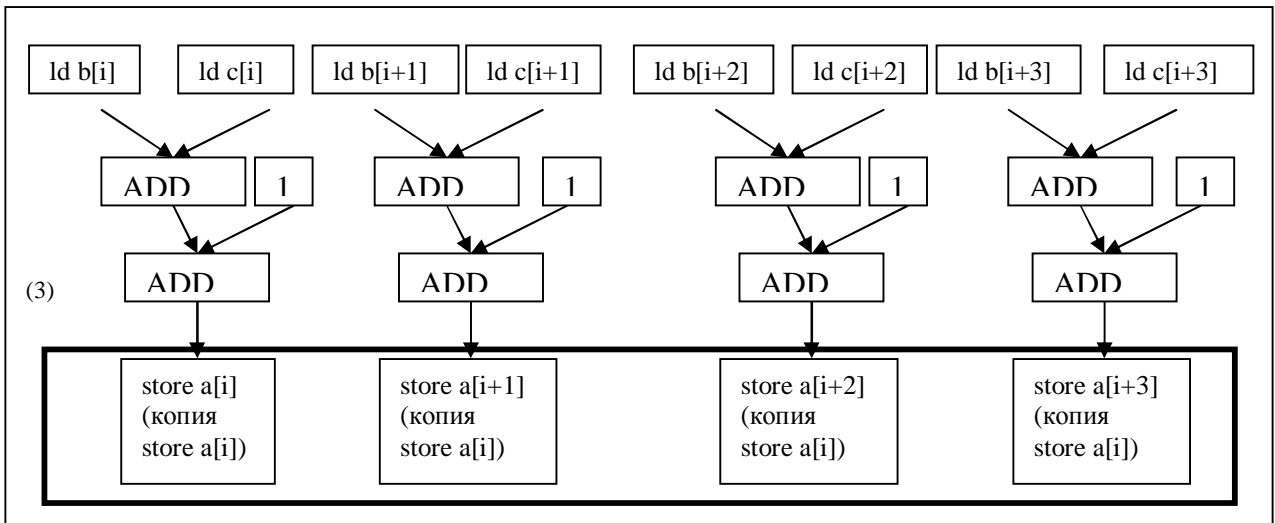 ld b[i] ld c[i] ld b[i+1] ld c[i+1] ld b[i+2] ld c[i+2] ld b[i+3] ld c[i+3]
ADD 1 ADD 1 ADD 1 ADD 1
ADD ADD ADD ADD
(3)
store a[i]
(копия
store a[i])
store a[i+1]
(копия
store a[i])
store a[i+2]
(копия
store a[i])
store a[i+3]
(копия
store a[i])